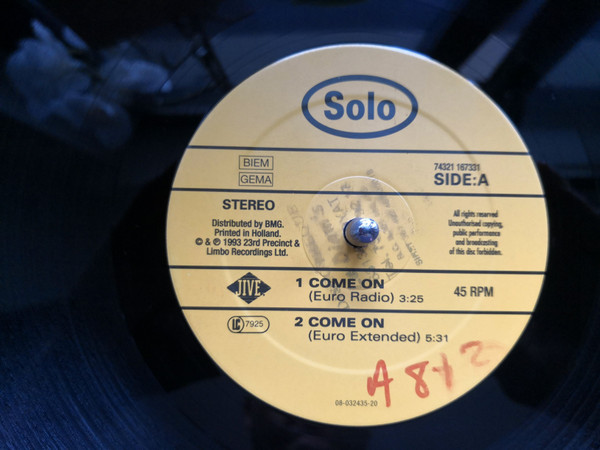 Solo
BIEM
GEMA
74321 167331
SIDE:A
STEREO
Distributed by BMG.
Printed in Holland.
© & ℗ 1993 23rd Precinct &
Limbo Recordings Ltd.
All rights reserved
Unauthorised copying,
public performance
and broadcasting
of this disc forbidden.
JIVE
1 COME ON
(Euro Radio) 3:25
45 RPM
LC 7925
2 COME ON
(Euro Extended) 5:31
A 8+2
08-032435-20